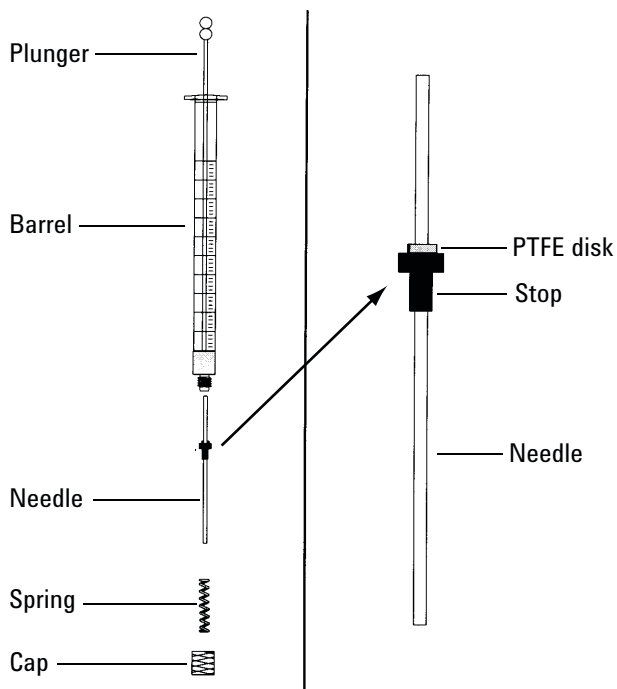 Plunger
Barrel
Needle
Spring
Cap
PTFE disk
Stop
Needle